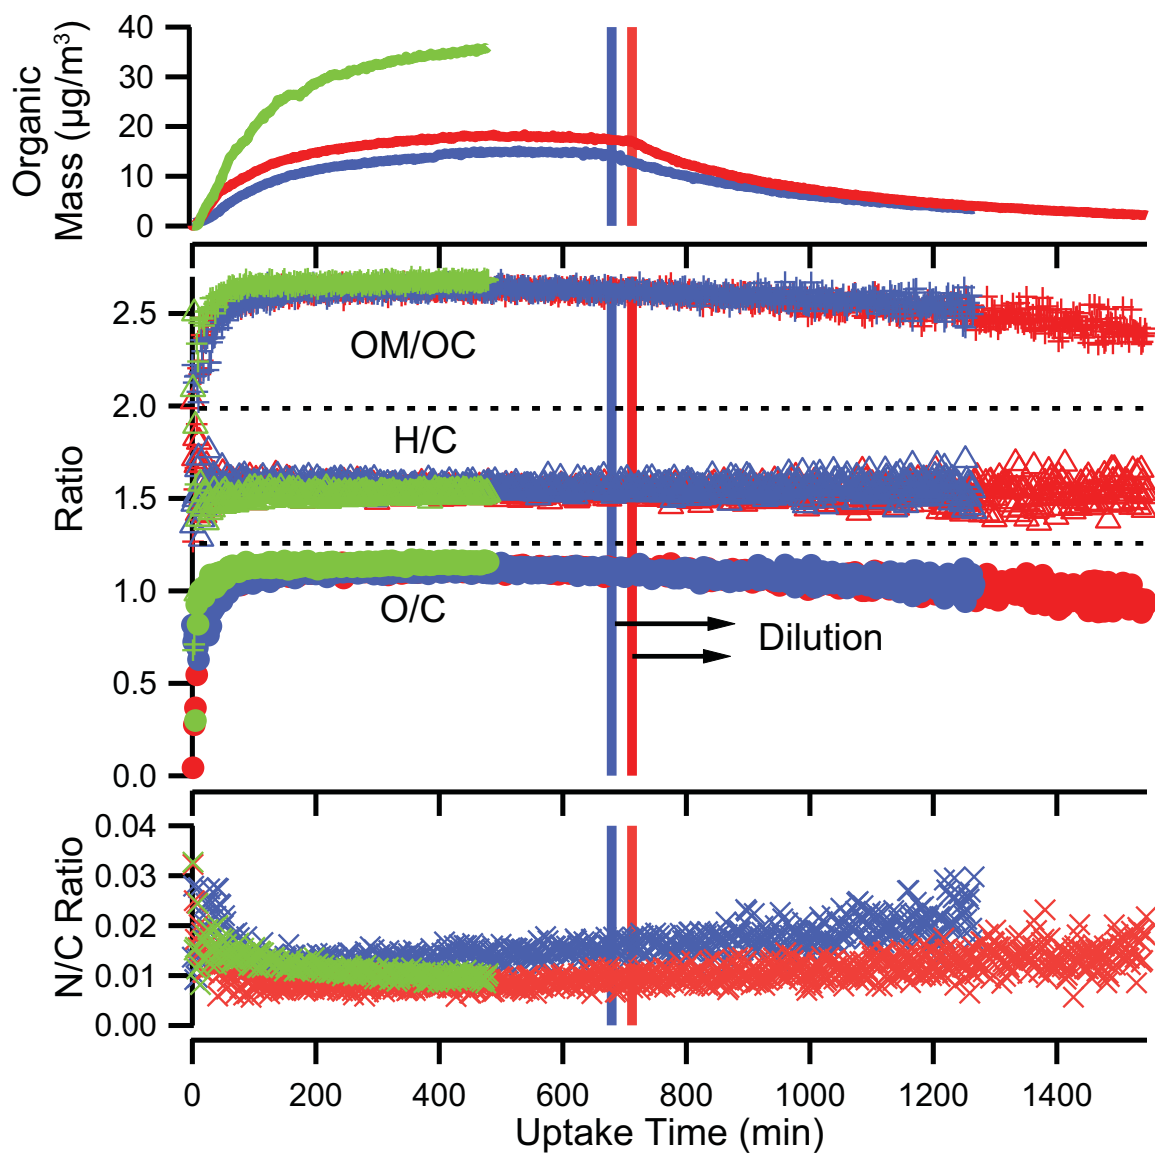 Organic
Mass (µg/m³)
40
30
20
10
0
Ratio
2.5
2.0
1.5
1.0
0.5
0.0
OM/OC
H/C
O/C
Dilution
N/C Ratio
0.04
0.03
0.02
0.01
0.00
0 200 400 600 800 1000 1200 1400
Uptake Time (min)